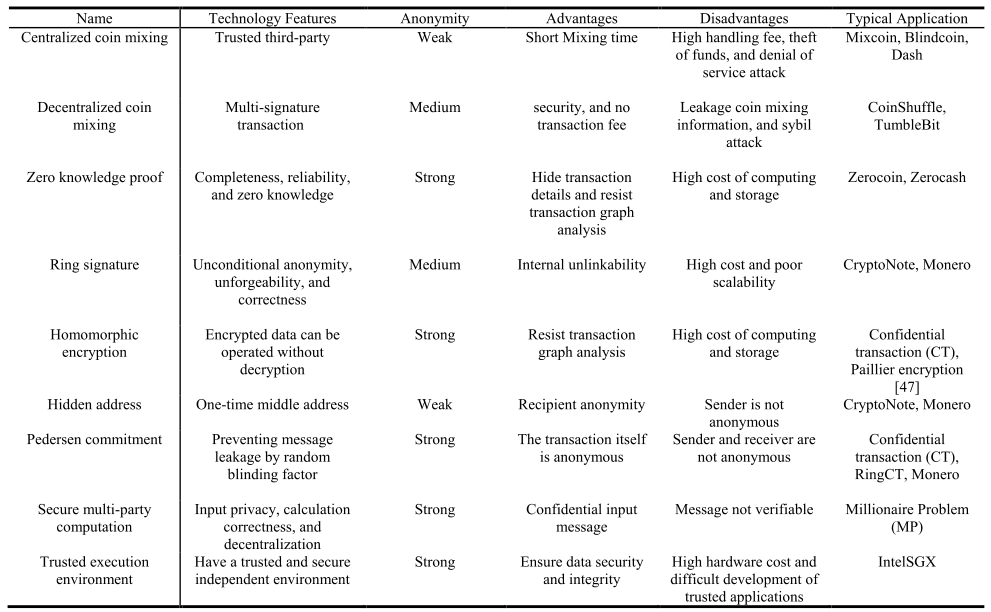 Name Technology Features Anonymity Advantages Disadvantages Typical Application
Centralized coin mixing Trusted third-party Weak Short Mixing time High handling fee, theft Mixcoin, Blindcoin,
of funds, and denial of Dash
service attack
Decentralized coin Multi-signature Medium security, and no Leakage coin mixing CoinShuffle,
mixing transaction transaction fee information, and sybil TumbleBit
attack
Zero knowledge proof Completeness, reliability, Strong Hide transaction High cost of computing Zerocoin, Zerocash
and zero knowledge details and resist and storage
transaction graph
analysis
Ring signature Unconditional anonymity, Medium Internal unlinkability High cost and poor CryptoNote, Monero
unforgeability, and scalability
correctness
Homomorphic Encrypted data can be Strong Resist transaction High cost of computing Confidential
encryption operated without graph analysis and storage transaction (CT),
decryption Paillier encryption
[47]
Hidden address One-time middle address Weak Recipient anonymity Sender is not CryptoNote, Monero
anonymous
Pedersen commitment Preventing message Strong The transaction itself Sender and receiver are Confidential
leakage by random is anonymous not anonymous transaction (CT),
blinding factor RingCT, Monero
Secure multi-party Input privacy, calculation Strong Confidential input Message not verifiable Millionaire Problem
computation correctness, and message (MP)
decentralization
Trusted execution Have a trusted and secure Strong Ensure data security High hardware cost and IntelSGX
environment independent environment and integrity difficult development of
trusted applications